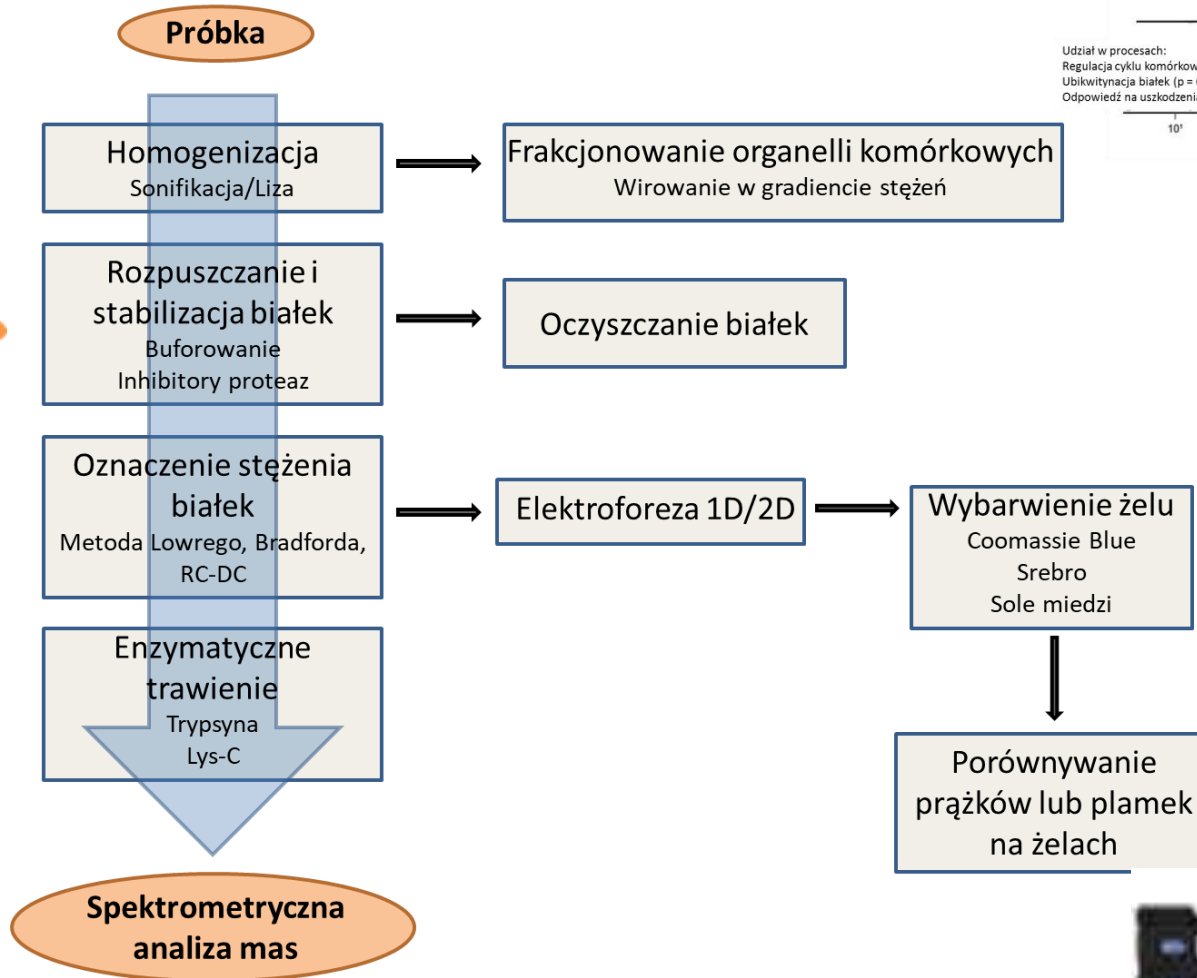 Próbka
Udział w procesach:
Regulacja cyklu
Ubikwitynacja białek (p =
Odpowiedź na
10¹
Homogenizacja
Sonifikacja/Liza
Frakcjonowanie organelli komórkowych
Wirowanie w gradiencie stężeń
Rozpuszczanie i
stabilizacja białek
Buforowanie
Inhibitory proteaz
Oczyszczanie białek
Oznaczenie stężenia
białek
Metoda Lowrego, Bradforda,
RC-DC
Elektroforeza 1D/2D
Wybarwienie żelu
Coomassie Blue
Srebro
Sole miedzi
Enzymatyczne
trawienie
Trypsyna
Lys-C
Porównywanie
prążków lub plamek
na żelach
Spektrometryczna
analiza mas